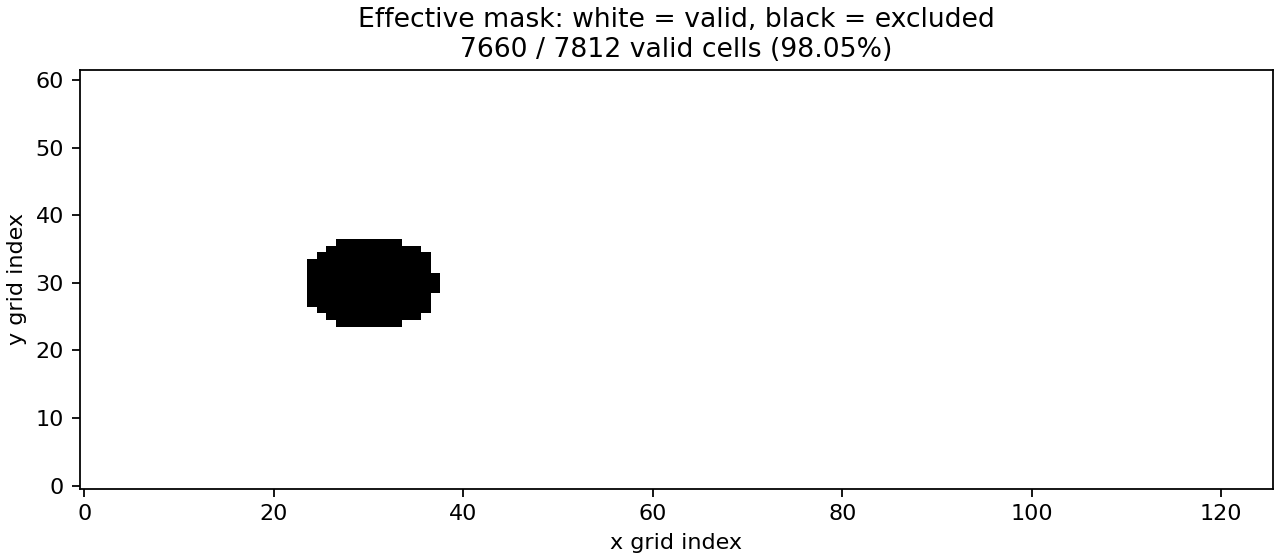 Effective mask: white = valid, black = excluded
7660 / 7812 valid cells (98.05%)
60
50
40
30
20
10
0
y grid index
0 20 40 60 80 100 120
x grid index